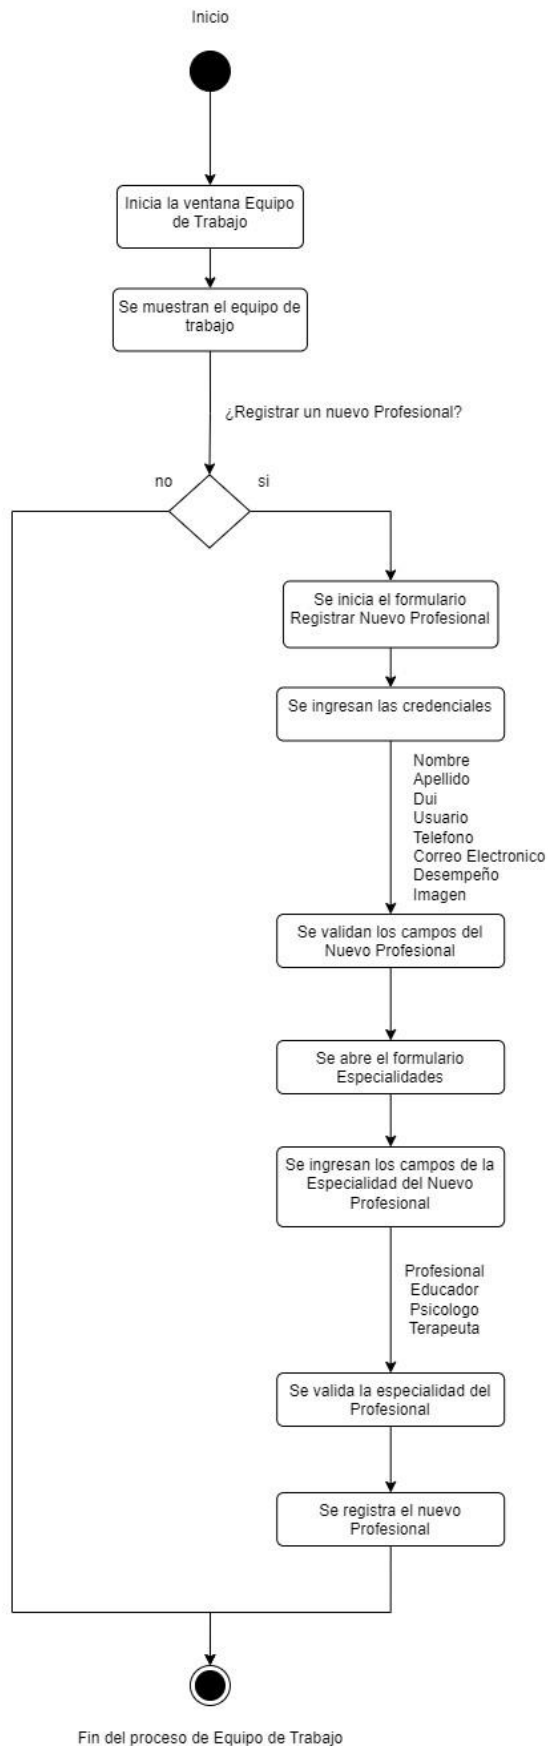 Inicio
Inicia la ventana Equipo
de Trabajo
Se muestran el equipo de
trabajo
¿Registrar un nuevo Profesional?
no
si
Se inicia el formulario
Registrar Nuevo Profesional
Se ingresan las credenciales
Nombre
Apellido
Dui
Usuario
Telefono
Correo Electronico
Desempeño
Imagen
Se validan los campos del
Nuevo Profesional
Se abre el formulario
Especialidades
Se ingresan los campos de la
Especialidad del Nuevo
Profesional
Profesional
Educador
Psicologo
Terapeuta
Se valida la especialidad del
Profesional
Se registra el nuevo
Profesional
Fin del proceso de Equipo de Trabajo